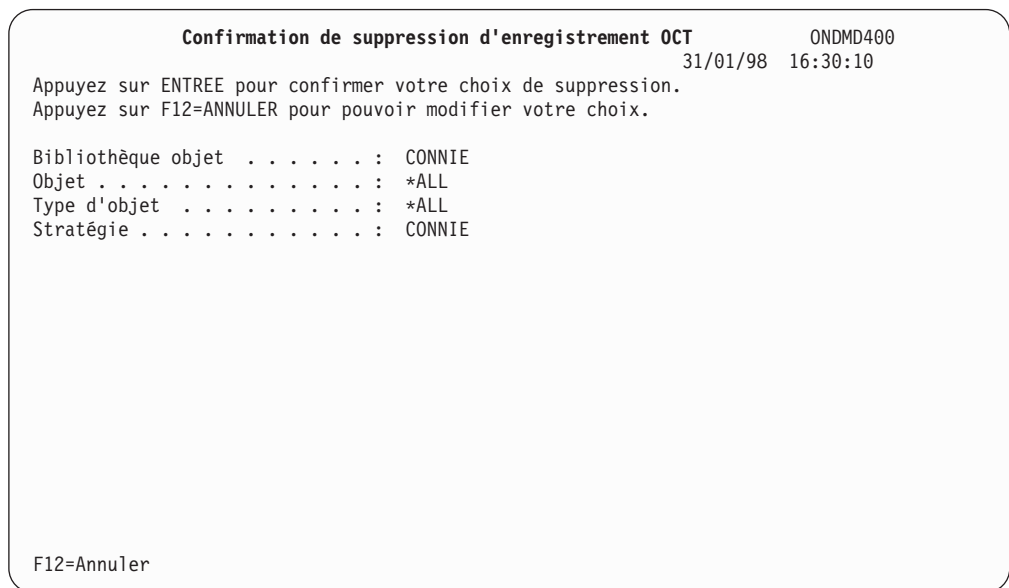 Confirmation de suppression d'enregistrement OCT ONDMD400
31/01/98 16:30:10
Appuyez sur ENTREE pour confirmer votre choix de suppression.
Appuyez sur F12=ANNULER pour pouvoir modifier votre choix.
Bibliothèque objet . . . . . . : CONNIE
Objet . . . . . . . . . . . . . : *ALL
Type d'objet . . . . . . . . . : *ALL
Stratégie . . . . . . . . . . . : CONNIE
F12=Annuler